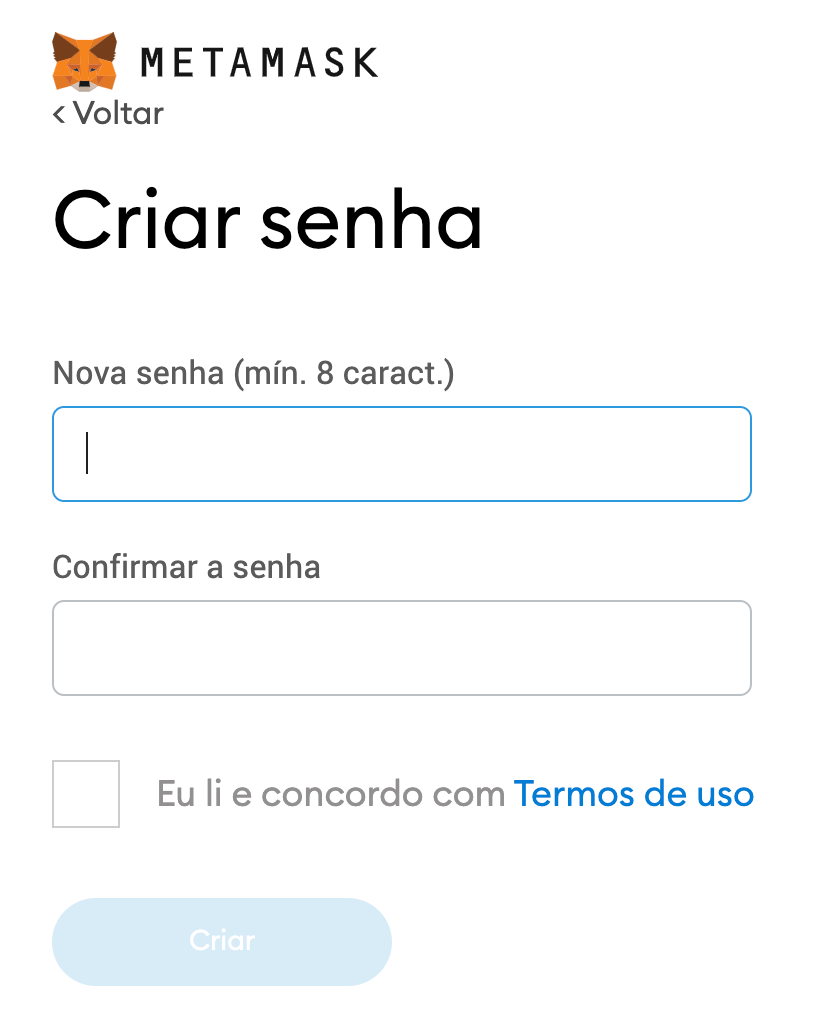 METAMASK
< Voltar
Criar senha
Nova senha (mín. 8 caract.)
Confirmar a senha
Eu li e concordo com Termos de uso
Criar